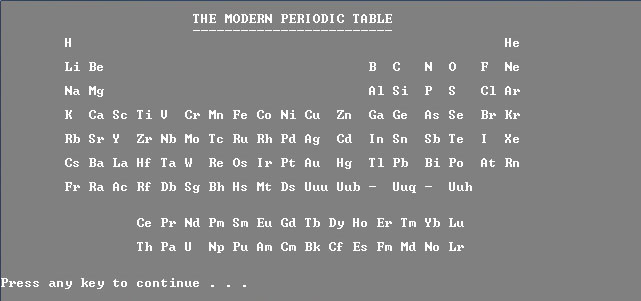 THE MODERN PERIODIC TABLE
H He
Li Be B C N O F Ne
Na Mg Al Si P S Cl Ar
K Ca Sc Ti V Cr Mn Fe Co Ni Cu Zn Ga Ge As Se Br Kr
Rb Sr Y Zr Nb Mo Tc Ru Rh Pd Ag Cd In Sn Sb Te I Xe
Cs Ba La Hf Ta W Re Os Ir Pt Au Hg Tl Pb Bi Po At Rn
Fr Ra Ac Rf Db Sg Bh Hs Mt Ds Uuu Uub - Uuq - Uuh
Ce Pr Nd Pm Sm Eu Gd Tb Dy Ho Er Tm Yb Lu
Th Pa U Np Pu Am Cm Bk Cf Es Fm Md No Lr
Press any key to continue . . .